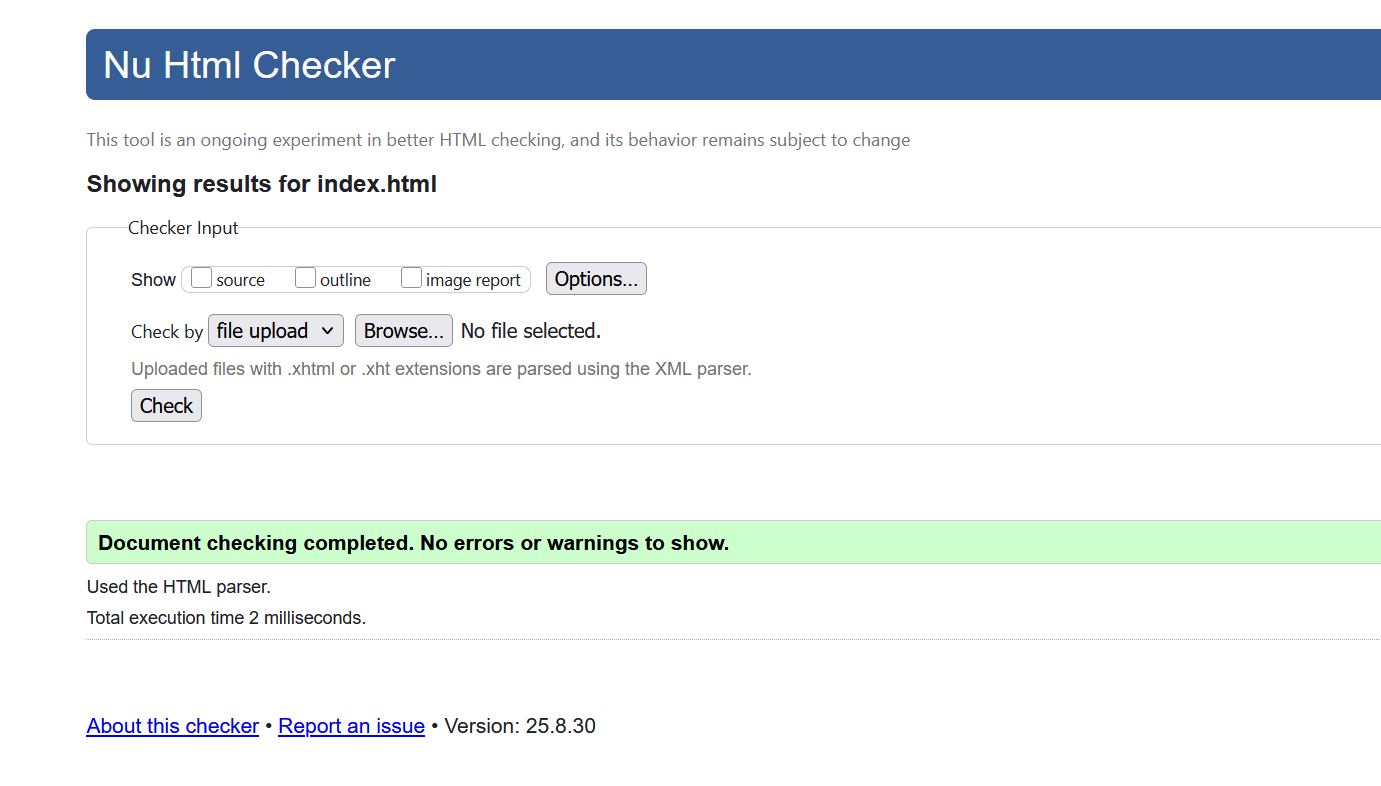 Nu Html Checker
This tool is an ongoing experiment in better HTML checking, and its behavior remains subject to change
Showing results for index.html
Checker Input
Show source outline image report Options...
Check by file upload Browse... No file selected.
Uploaded files with .xhtml or .xht extensions are parsed using the XML parser.
Check
Document checking completed. No errors or warnings to show.
Used the HTML parser.
Total execution time 2 milliseconds.
About this checker • Report an issue • Version: 25.8.30